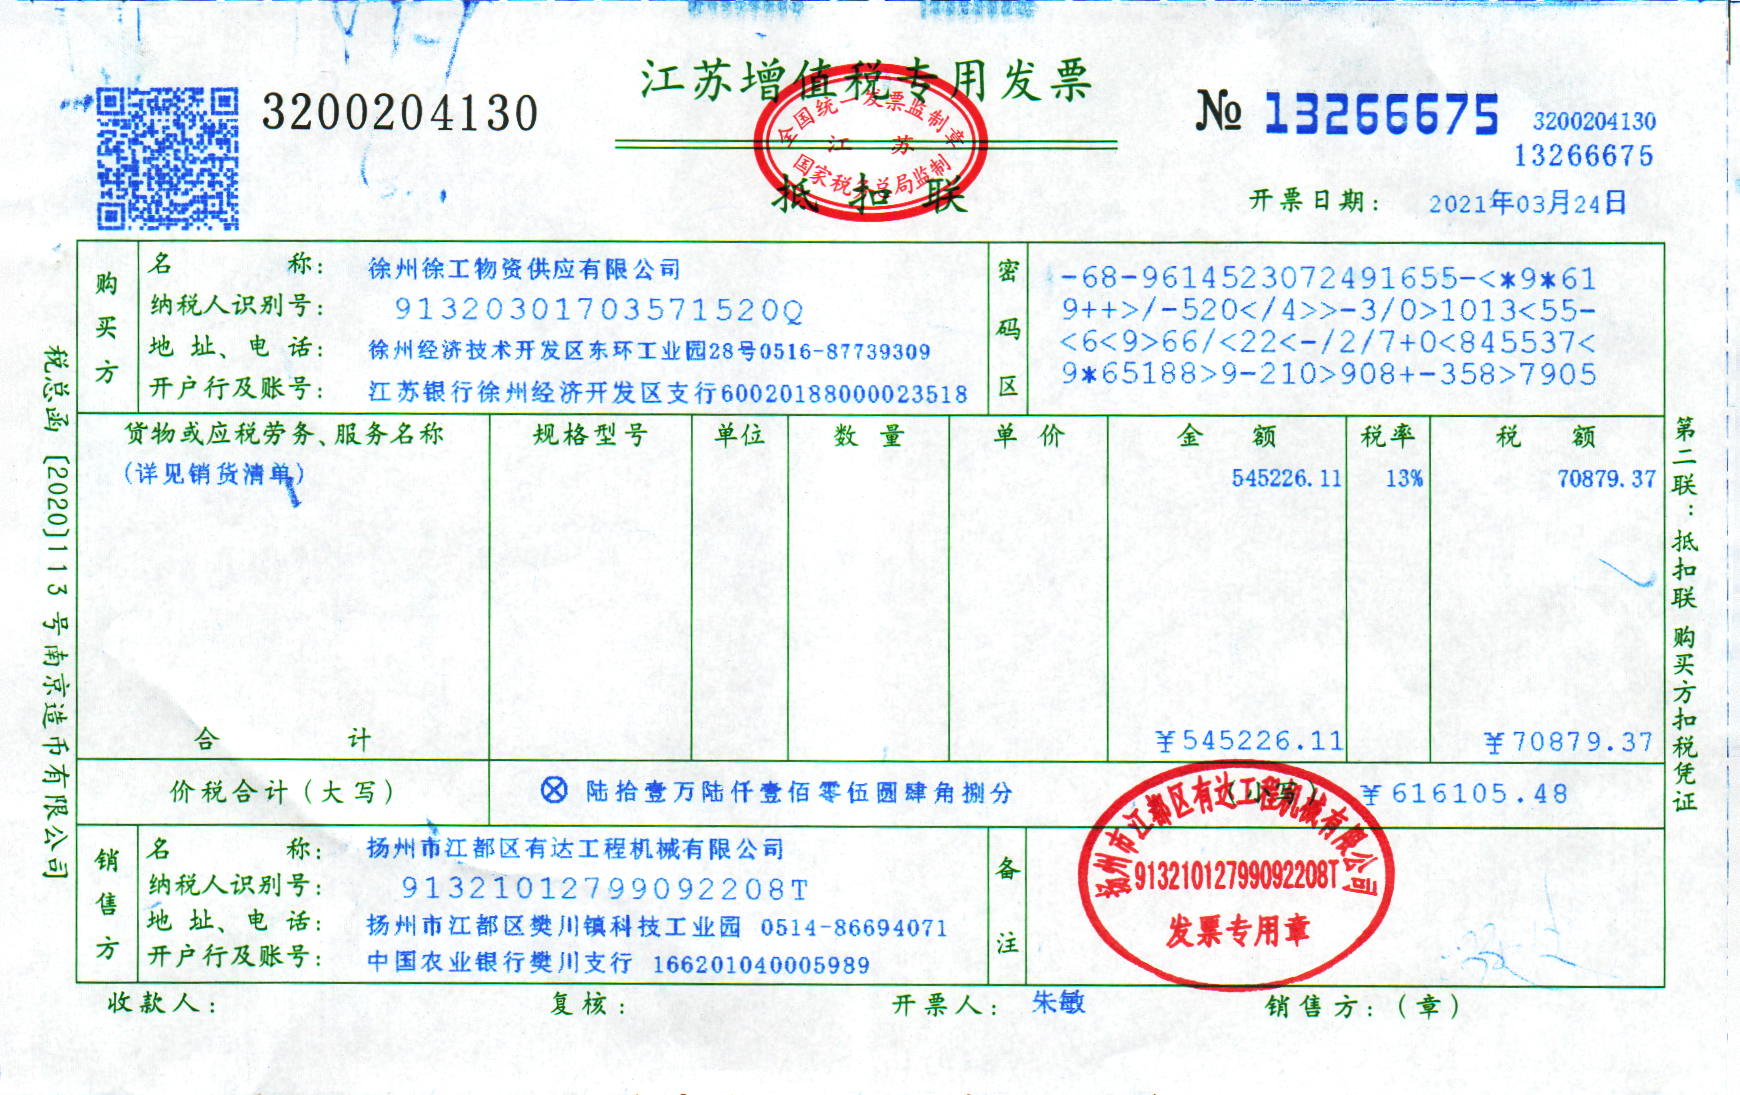 江苏增值税专用发票
3200204130
№ 13266675
3200204130
13266675
全国统一发票监制章
江 苏
国家税务总局监制
抵扣联
开票日期： 2021年03月24日
购买方
名 称： 徐州徐工物资供应有限公司
纳税人识别号： 91320301703571520Q
地 址、电 话： 徐州经济技术开发区东环工业园28号0516-87739309
开户行及账号： 江苏银行徐州经济开发区支行60020188000023518
密码区
-68-9614523072491655-<*9*61
9++>/-520</4>>-3/0>1013<55-
<6<9>66/<22<-/2/7+0<845537<
9*65188>9-210>908+-358>7905
货物或应税劳务、服务名称 规格型号 单位 数 量 单 价 金 额 税率 税 额
(详见销货清单) 545226.11 13% 70879.37
合 计 ¥545226.11 ¥70879.37
价税合计（大写） ⊗ 陆拾壹万陆仟壹佰零伍圆肆角捌分 （小写） ¥616105.48
销售方
名 称： 扬州市江都区有达工程机械有限公司
纳税人识别号： 91321012799092208T
地 址、电 话： 扬州市江都区樊川镇科技工业园 0514-86694071
开户行及账号： 中国农业银行樊川支行 166201040005989
备注
扬州市江都区有达工程机械有限公司
91321012799092208T
发票专用章
收款人： 复核： 开票人： 朱敏 销售方：（章）
税总函〔2020〕113号南京造币有限公司
第二联：抵扣联 购买方扣税凭证